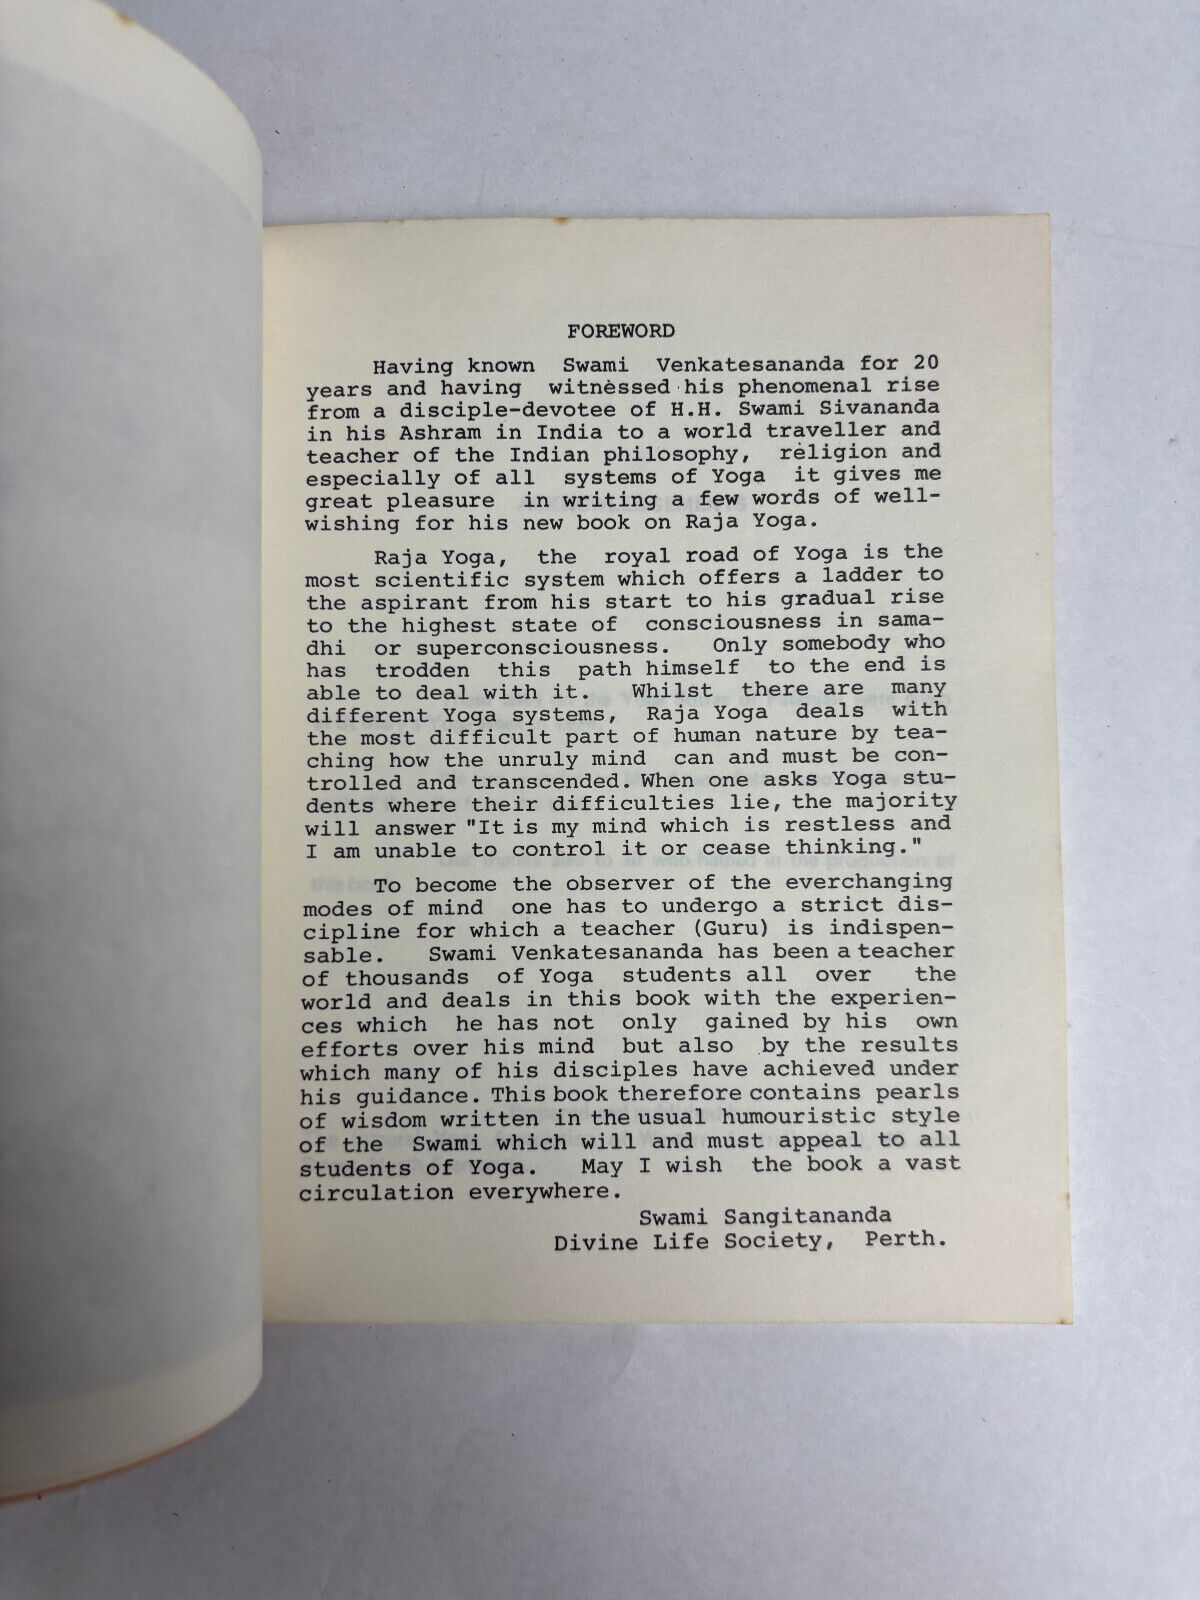 FOREWORD
Having known Swami Venkatesananda for 20
years and having witnessed his phenomenal rise
from a disciple-devotee of H.H. Swami Sivananda
in his Ashram in India to a world traveller and
teacher of the Indian philosophy, religion and
especially of all systems of Yoga it gives me
great pleasure in writing a few words of well-
wishing for his new book on Raja Yoga.
Raja Yoga, the royal road of Yoga is the
most scientific system which offers a ladder to
the aspirant from his start to his gradual rise
to the highest state of consciousness in sama-
dhi or superconsciousness. Only somebody who
has trodden this path himself to the end is
able to deal with it. Whilst there are many
different Yoga systems, Raja Yoga deals with
the most difficult part of human nature by tea-
ching how the unruly mind can and must be con-
trolled and transcended. When one asks Yoga stu-
dents where their difficulties lie, the majority
will answer "It is my mind which is restless and
I am unable to control it or cease thinking."
To become the observer of the everchanging
modes of mind one has to undergo a strict dis-
cipline for which a teacher (Guru) is indispen-
sable. Swami Venkatesananda has been a teacher
of thousands of Yoga students all over the
world and deals in this book with the experien-
ces which he has not only gained by his own
efforts over his mind but also by the results
which many of his disciples have achieved under
his guidance. This book therefore contains pearls
of wisdom written in the usual humouristic style
of the Swami which will and must appeal to all
students of Yoga. May I wish the book a vast
circulation everywhere.
Swami Sangitananda
Divine Life Society, Perth.